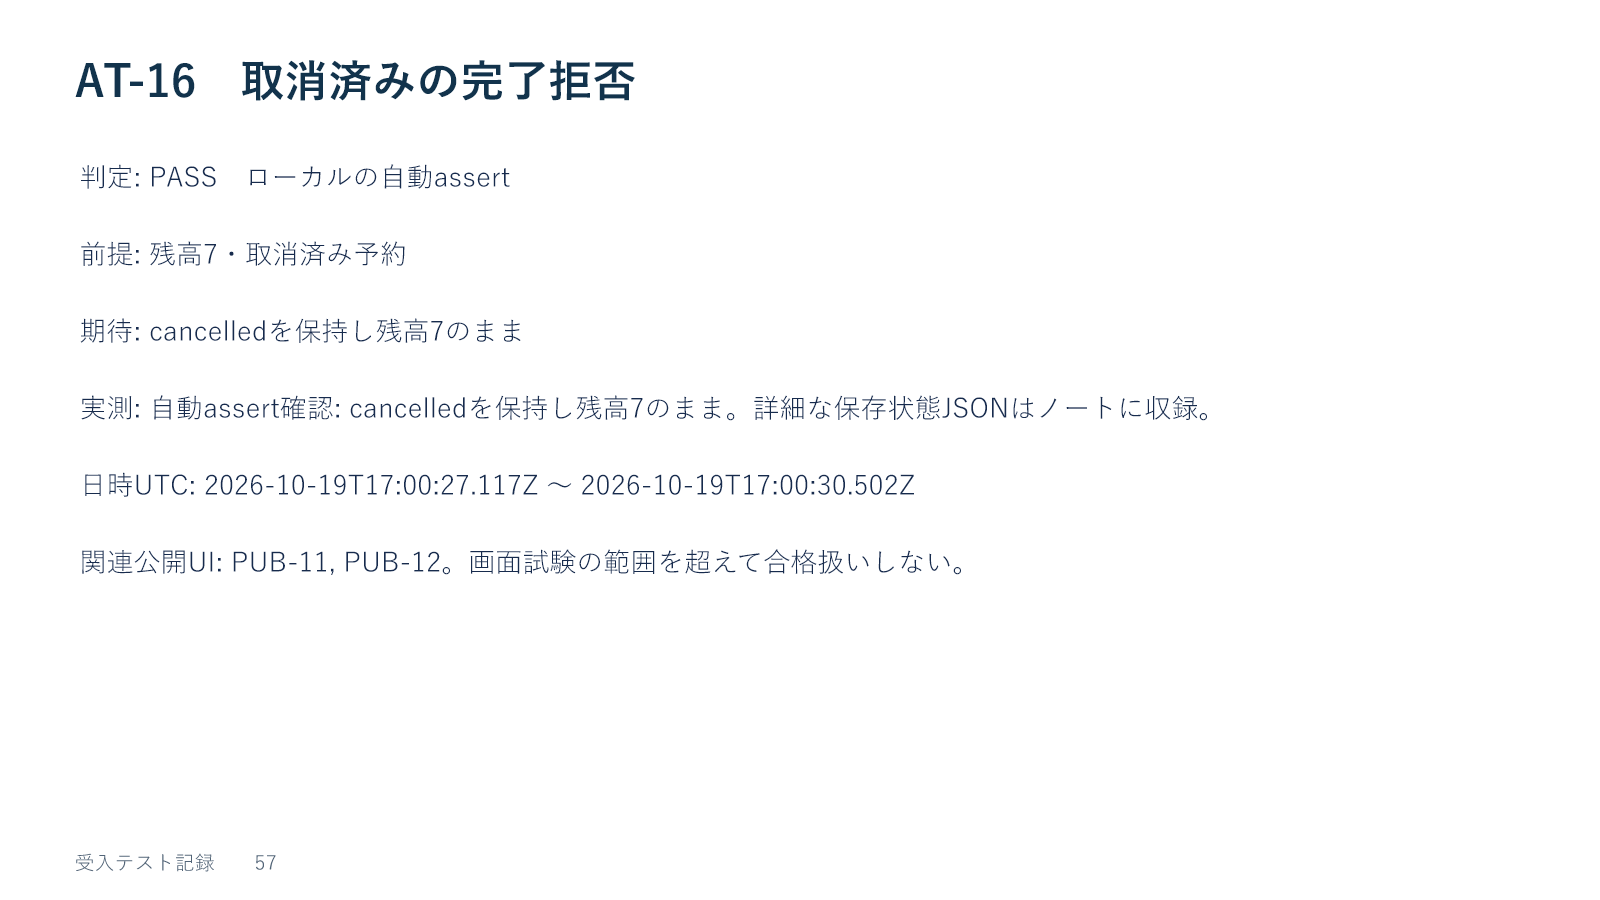 AT-16　取消済みの完了拒否
判定: PASS　ローカルの自動assert
前提: 残高7・取消済み予約
期待: cancelledを保持し残高7のまま
実測: 自動assert確認: cancelledを保持し残高7のまま。詳細な保存状態JSONはノートに収録。
日時UTC: 2026-10-19T17:00:27.117Z ～ 2026-10-19T17:00:30.502Z
関連公開UI: PUB-11, PUB-12。画面試験の範囲を超えて合格扱いしない。
受入テスト記録　57